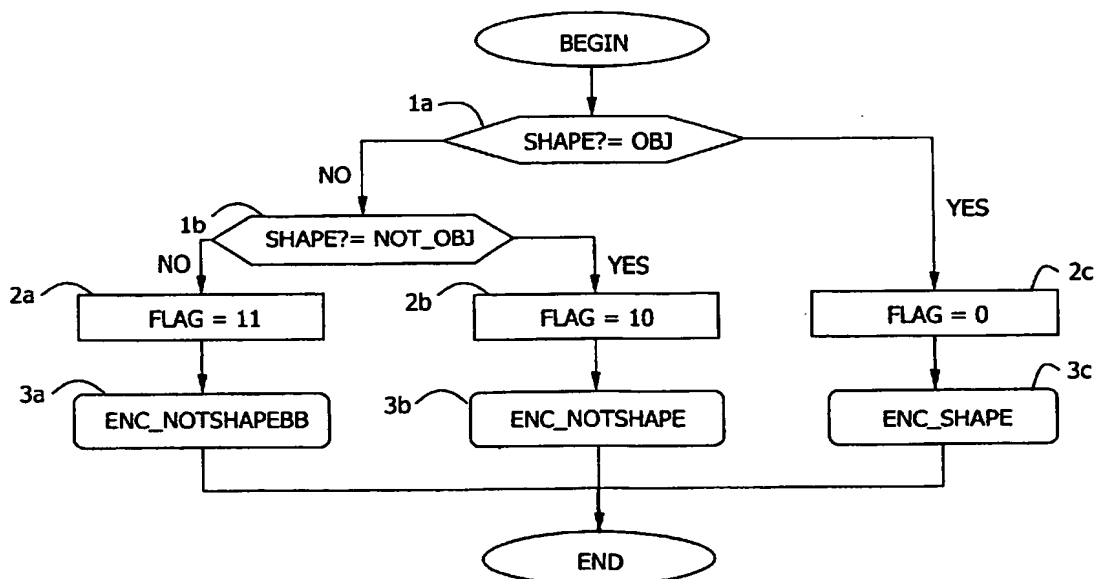 BEGIN
1a
SHAPE?= OBJ
NO
YES
1b
SHAPE?= NOT_OBJ
NO
YES
2a
FLAG = 11
2b
FLAG = 10
2c
FLAG = 0
3a
ENC_NOTSHAPEBB
3b
ENC_NOTSHAPE
3c
ENC_SHAPE
END